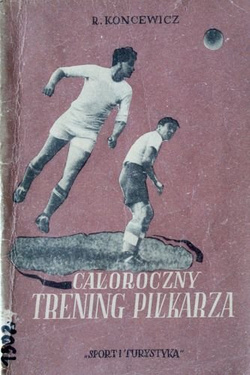 R. KONCEWICZ
CAŁOROCZNY
TRENING PIŁKARZA
„SPORT I TURYSTYKA”